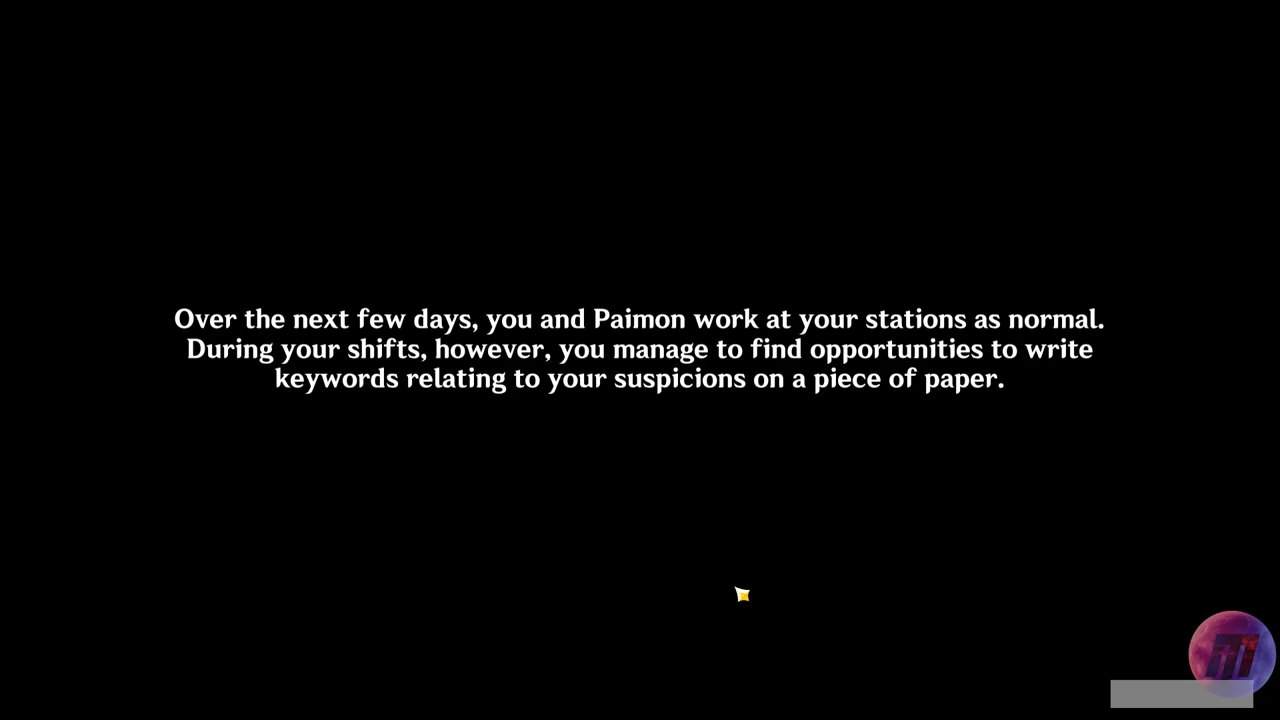 Over the next few days, you and Paimon work at your stations as normal.
During your shifts, however, you manage to find opportunities to write
keywords relating to your suspicions on a piece of paper.